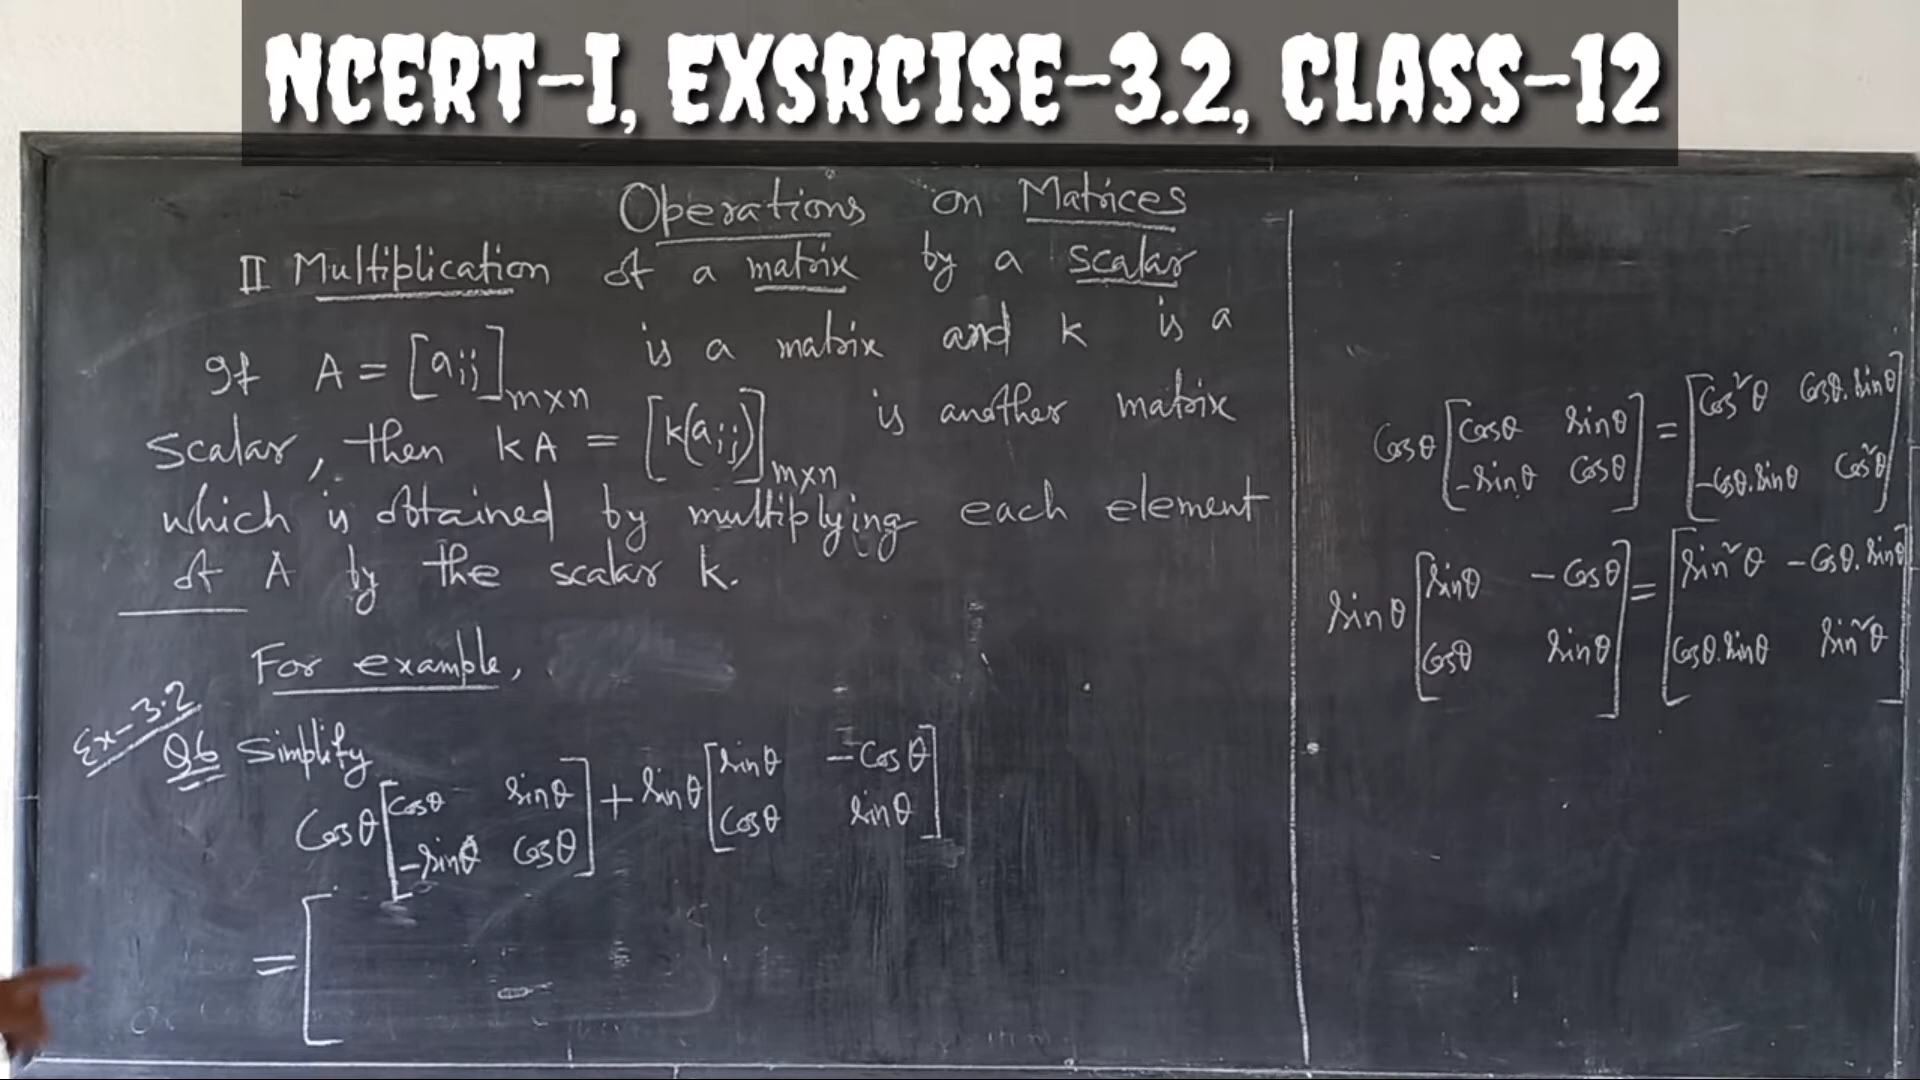 NCERT-I, EXSRCISE-3.2, CLASS-12
Operations on Matrices
II Multiplication of a matrix by a scalar
If A = [aij]m×n is a matrix and k is a
scalar, then kA = [k(aij)]m×n is another matrix
which is obtained by multiplying each element
of A by the scalar k.
For example,
Ex-3.2
Q6 Simplify
Cosθ [cosθ sinθ
-sinθ cosθ] + sinθ [sinθ -cosθ
cosθ sinθ]
= [
Cosθ [cosθ sinθ
-sinθ cosθ] = [cos²θ cosθ.sinθ
-cosθ.sinθ cos²θ]
sinθ [sinθ -cosθ
cosθ sinθ] = [sin²θ -cosθ.sinθ
cosθ.sinθ sin²θ]